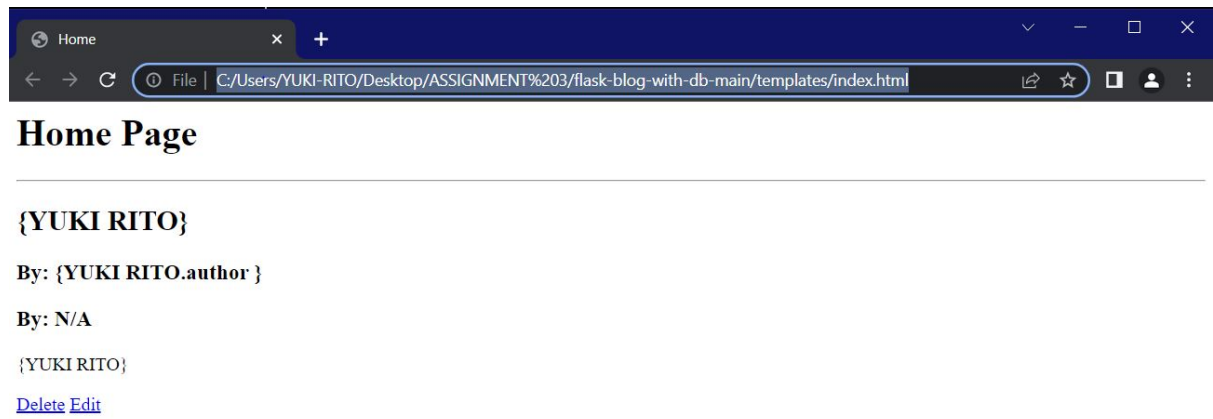 Home
File | C:/Users/YUKI-RITO/Desktop/ASSIGNMENT%203/flask-blog-with-db-main/templates/index.html
Home Page
{YUKI RITO}
By: {YUKI RITO.author }
By: N/A
{YUKI RITO}
Delete Edit